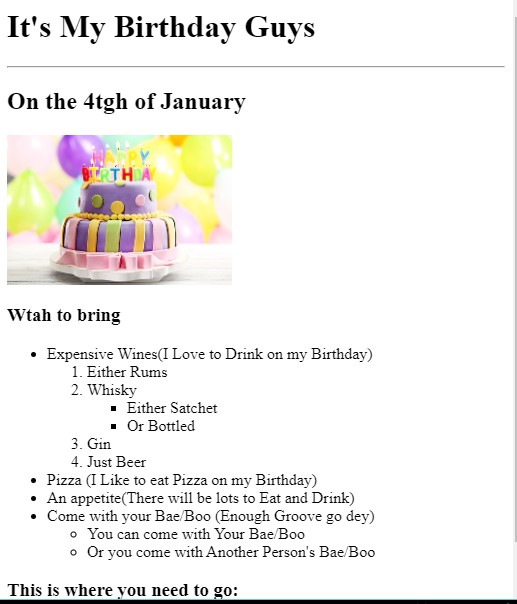 It's My Birthday Guys
On the 4tgh of January
HAPPY
BIRTHDAY
Wtah to bring
• Expensive Wines(I Love to Drink on my Birthday)
1. Either Rums
2. Whisky
▪ Either Satchet
▪ Or Bottled
3. Gin
4. Just Beer
• Pizza (I Like to eat Pizza on my Birthday)
• An appetite(There will be lots to Eat and Drink)
• Come with your Bae/Boo (Enough Groove go dey)
◦ You can come with Your Bae/Boo
◦ Or you come with Another Person's Bae/Boo
This is where you need to go: